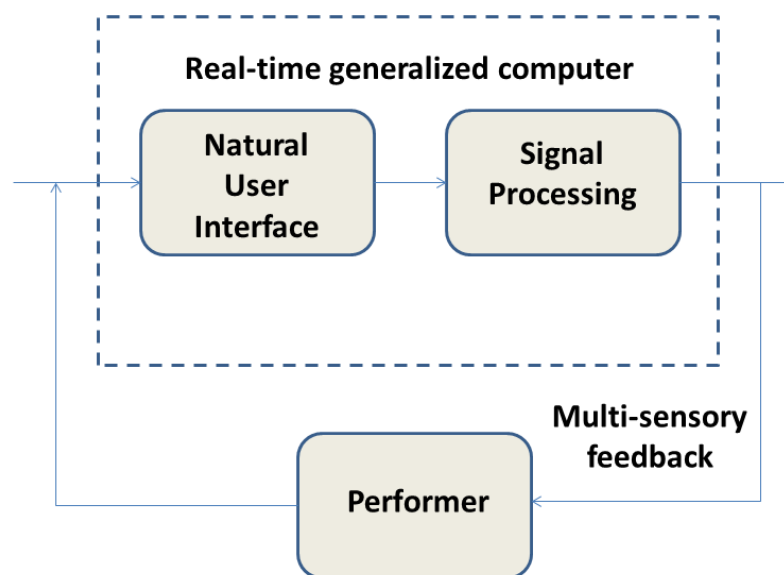 Real-time generalized computer
Natural
User
Interface
Signal
Processing
Multi-sensory
feedback
Performer